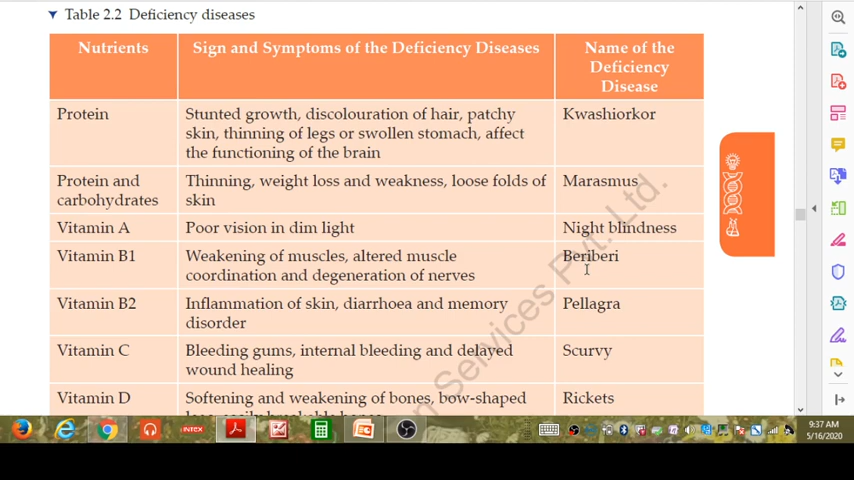 Table 2.2 Deficiency diseases
Nutrients
Sign and Symptoms of the Deficiency Diseases
Name of the
Deficiency
Disease
Protein
Stunted growth, discolouration of hair, patchy
skin, thinning of legs or swollen stomach, affect
the functioning of the brain
Kwashiorkor
Protein and
carbohydrates
Thinning, weight loss and weakness, loose folds of
skin
Marasmus
Vitamin A
Poor vision in dim light
Night blindness
Vitamin B1
Weakening of muscles, altered muscle
coordination and degeneration of nerves
Beriberi
Vitamin B2
Inflammation of skin, diarrhoea and memory
disorder
Pellagra
Vitamin C
Bleeding gums, internal bleeding and delayed
wound healing
Scurvy
Vitamin D
Softening and weakening of bones, bow-shaped
Rickets
Services Pvt. Ltd.
INTEX
9:37 AM
5/16/2020